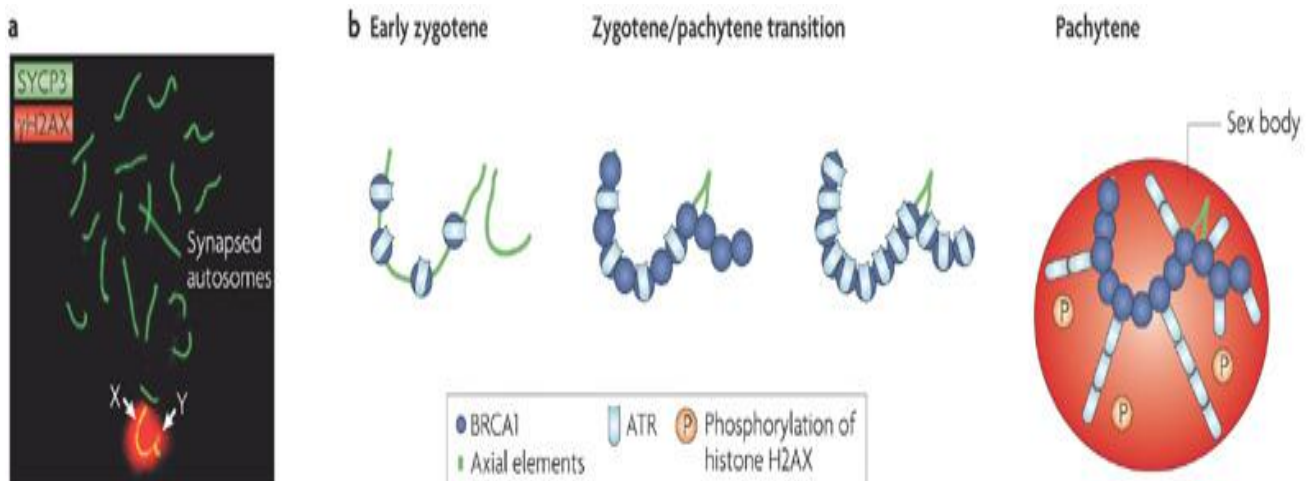 a
SYCP3
γH2AX
Synapsed
autosomes
X
Y
b Early zygotene
Zygotene/pachytene transition
Pachytene
Sex body
P
P
P
BRCA1
ATR
P
Phosphorylation of
histone H2AX
Axial elements